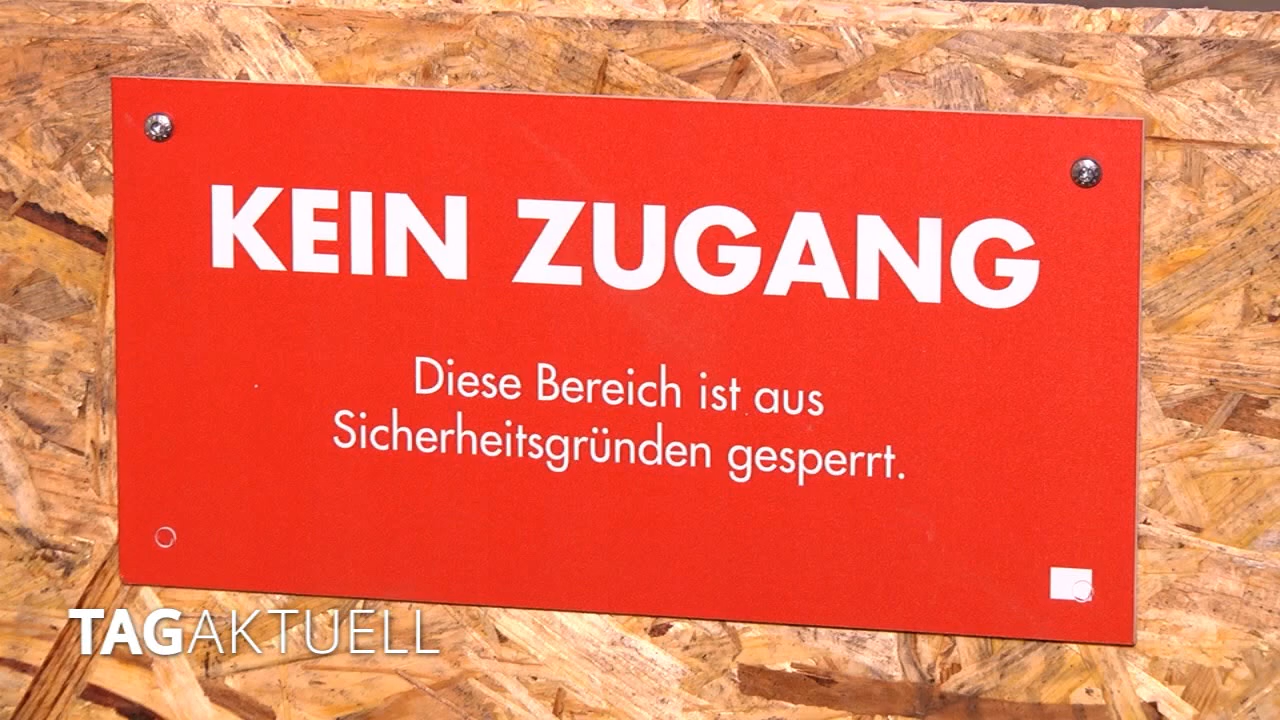 KEIN ZUGANG
Diese Bereich ist aus
Sicherheitsgründen gesperrt.
TAGAKTUELL